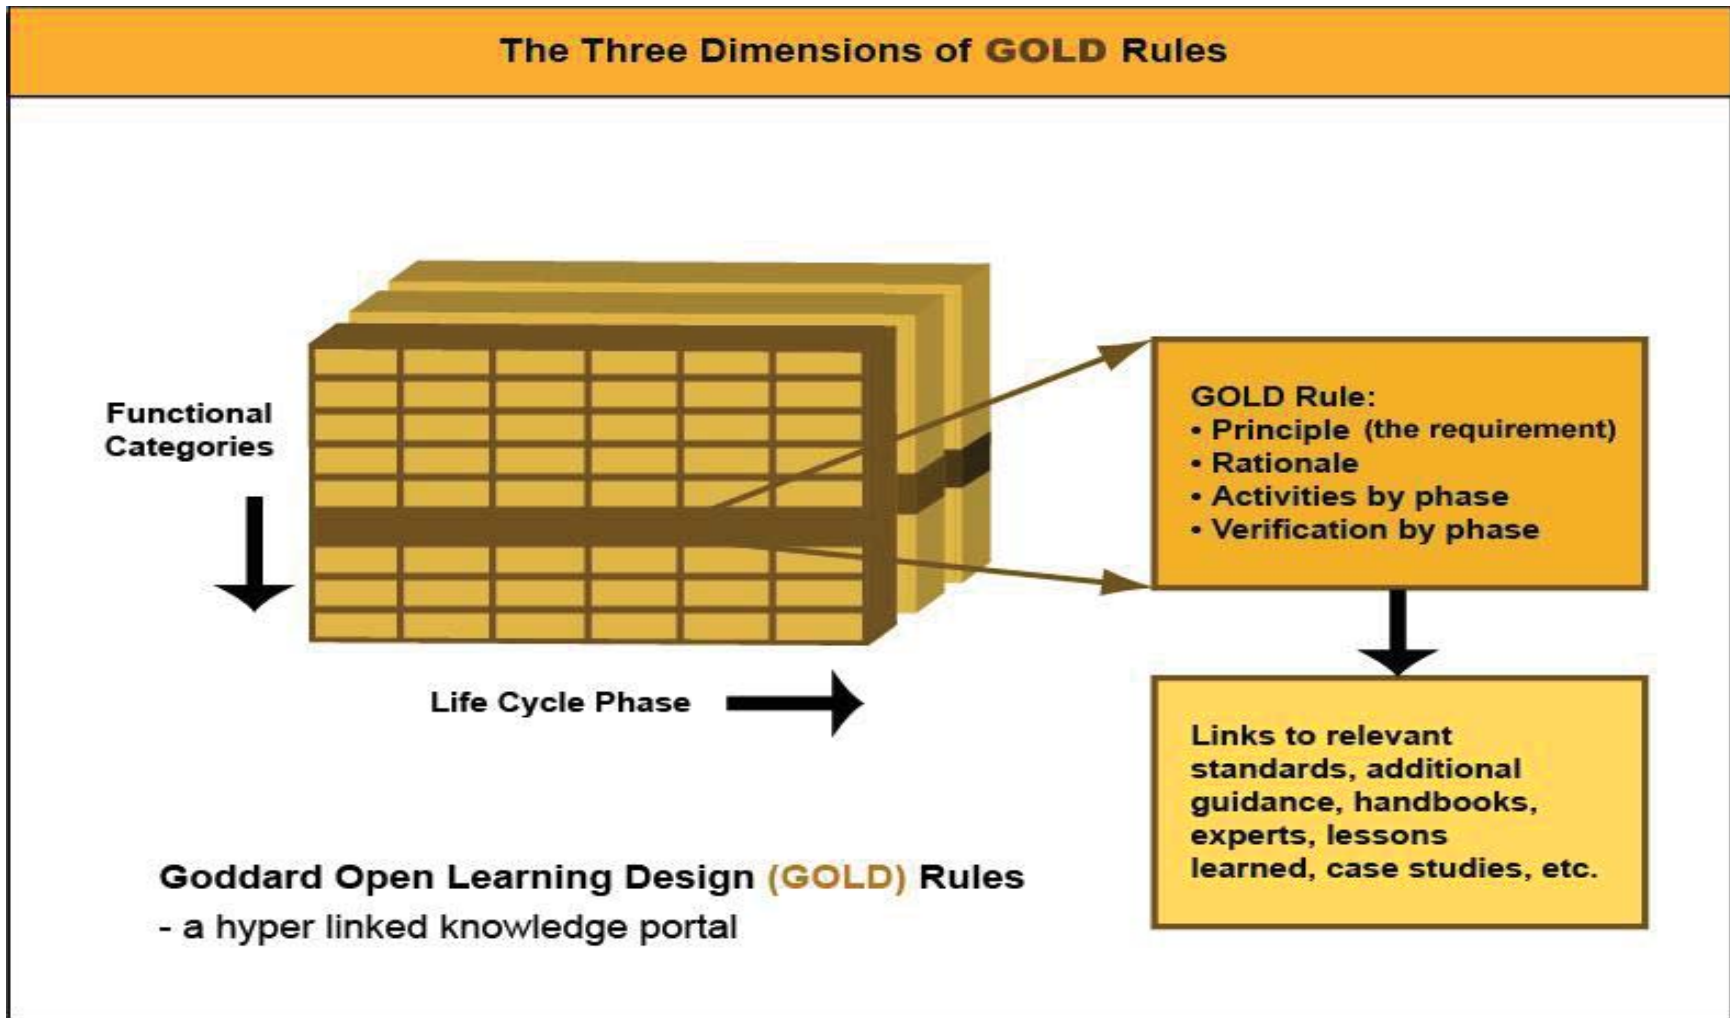 The Three Dimensions of GOLD Rules
Functional
Categories
Life Cycle Phase
GOLD Rule:
• Principle (the requirement)
• Rationale
• Activities by phase
• Verification by phase
Links to relevant
standards, additional
guidance, handbooks,
experts, lessons
learned, case studies, etc.
Goddard Open Learning Design (GOLD) Rules
- a hyper linked knowledge portal